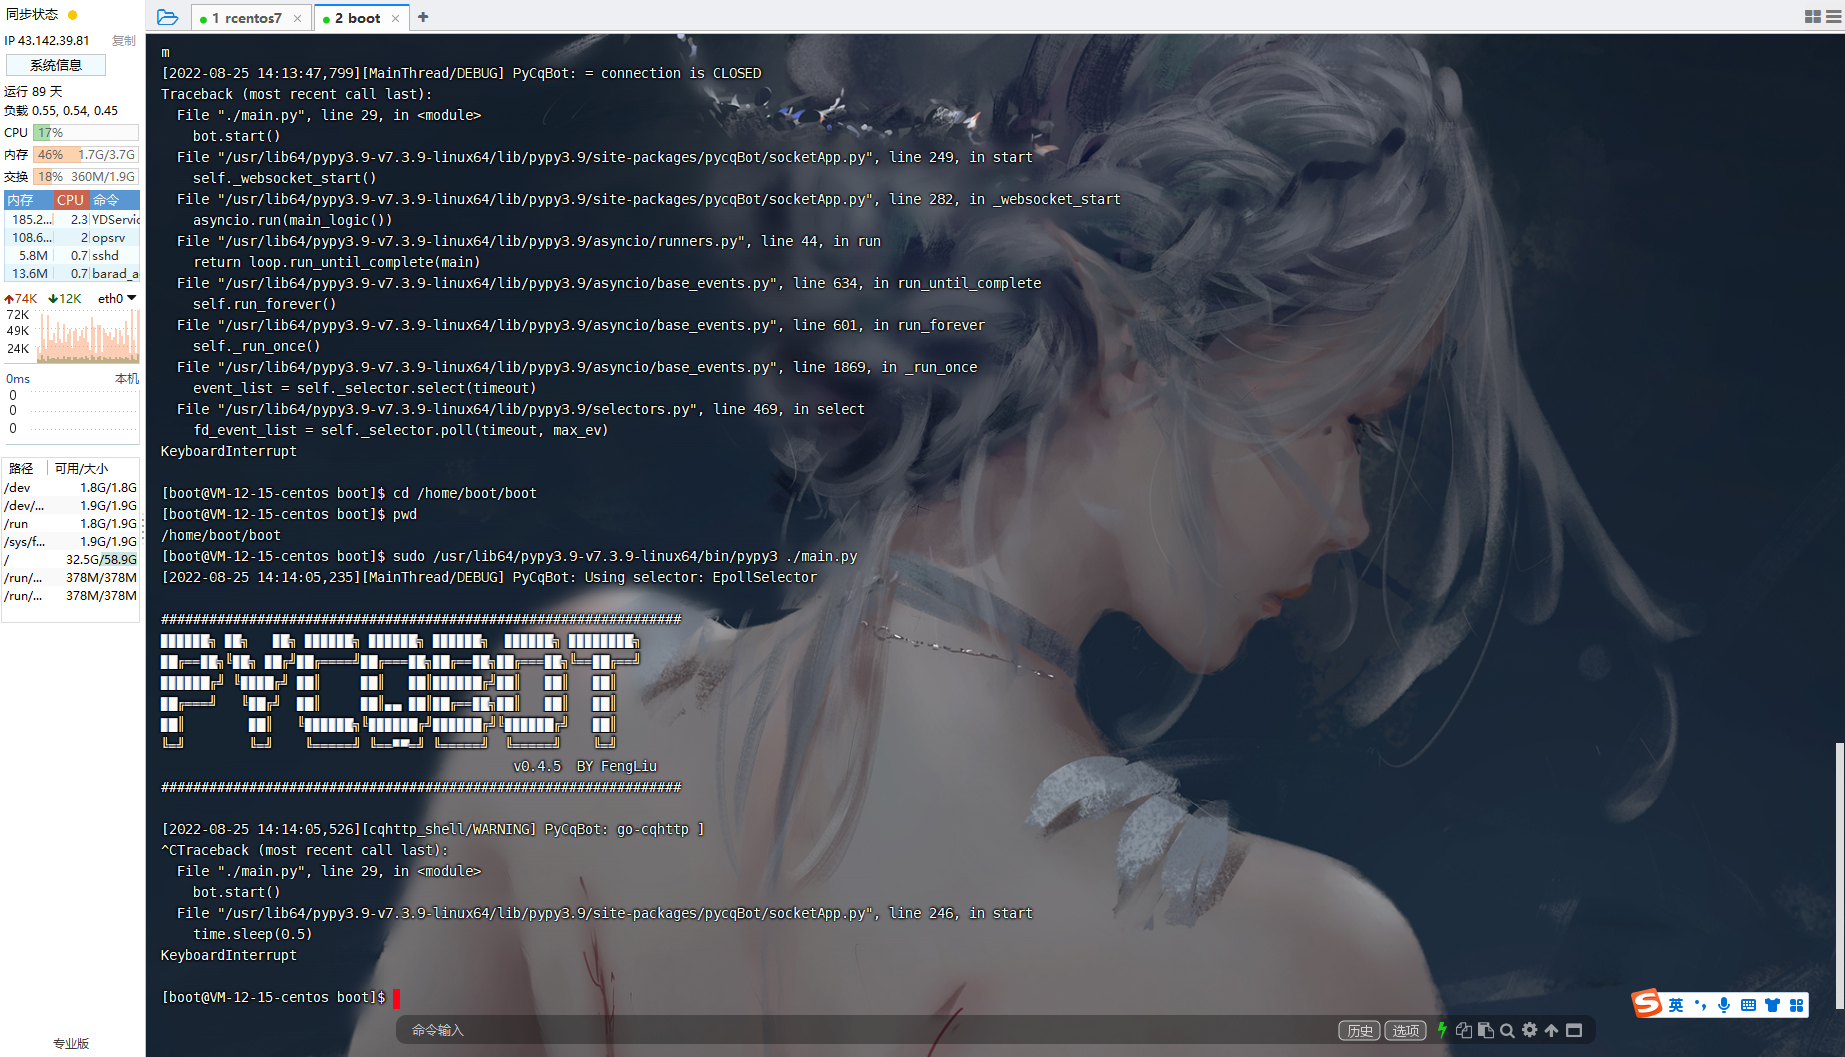 同步状态
IP 43.142.39.81 复制
系统信息
运行 89 天
负载 0.55, 0.54, 0.45
CPU 17%
内存 46% 1.7G/3.7G
交换 18% 360M/1.9G
内存 CPU 命令
185.2... 2.3 YDServic
108.6... 2 opsrv
5.8M 0.7 sshd
13.6M 0.7 barad_a
74K 12K eth0
72K
49K
24K
0ms 本机
0
0
0
路径 可用/大小
/dev 1.8G/1.8G
/dev/... 1.9G/1.9G
/run 1.8G/1.9G
/sys/f... 1.9G/1.9G
/ 32.5G/58.9G
/run/... 378M/378M
/run/... 378M/378M
专业版
1 rcentos7
2 boot
m
[2022-08-25 14:13:47,799][MainThread/DEBUG] PyCqBot: = connection is CLOSED
Traceback (most recent call last):
File "./main.py", line 29, in <module>
bot.start()
File "/usr/lib64/pypy3.9-v7.3.9-linux64/lib/pypy3.9/site-packages/pycqBot/socketApp.py", line 249, in start
self._websocket_start()
File "/usr/lib64/pypy3.9-v7.3.9-linux64/lib/pypy3.9/site-packages/pycqBot/socketApp.py", line 282, in _websocket_start
asyncio.run(main_logic())
File "/usr/lib64/pypy3.9-v7.3.9-linux64/lib/pypy3.9/asyncio/runners.py", line 44, in run
return loop.run_until_complete(main)
File "/usr/lib64/pypy3.9-v7.3.9-linux64/lib/pypy3.9/asyncio/base_events.py", line 634, in run_until_complete
self.run_forever()
File "/usr/lib64/pypy3.9-v7.3.9-linux64/lib/pypy3.9/asyncio/base_events.py", line 601, in run_forever
self._run_once()
File "/usr/lib64/pypy3.9-v7.3.9-linux64/lib/pypy3.9/asyncio/base_events.py", line 1869, in _run_once
event_list = self._selector.select(timeout)
File "/usr/lib64/pypy3.9-v7.3.9-linux64/lib/pypy3.9/selectors.py", line 469, in select
fd_event_list = self._selector.poll(timeout, max_ev)
KeyboardInterrupt
[boot@VM-12-15-centos boot]$ cd /home/boot/boot
[boot@VM-12-15-centos boot]$ pwd
/home/boot/boot
[boot@VM-12-15-centos boot]$ sudo /usr/lib64/pypy3.9-v7.3.9-linux64/bin/pypy3 ./main.py
[2022-08-25 14:14:05,235][MainThread/DEBUG] PyCqBot: Using selector: EpollSelector
#################################################################
PYCQBOT
v0.4.5 BY FengLiu
#################################################################
[2022-08-25 14:14:05,526][cqhttp_shell/WARNING] PyCqBot: go-cqhttp ]
^CTraceback (most recent call last):
File "./main.py", line 29, in <module>
bot.start()
File "/usr/lib64/pypy3.9-v7.3.9-linux64/lib/pypy3.9/site-packages/pycqBot/socketApp.py", line 246, in start
time.sleep(0.5)
KeyboardInterrupt
[boot@VM-12-15-centos boot]$
命令输入 历史 选项
S 英